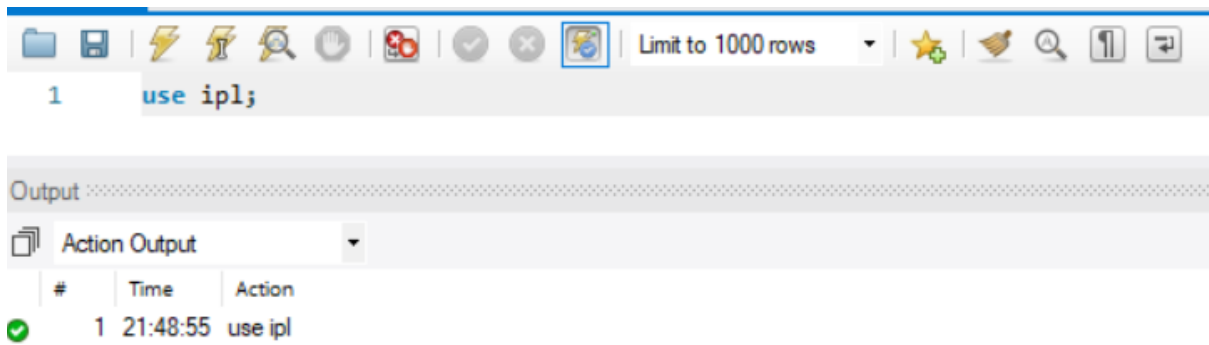 Limit to 1000 rows
1 use ipl;
Output
Action Output
# Time Action
1 21:48:55 use ipl